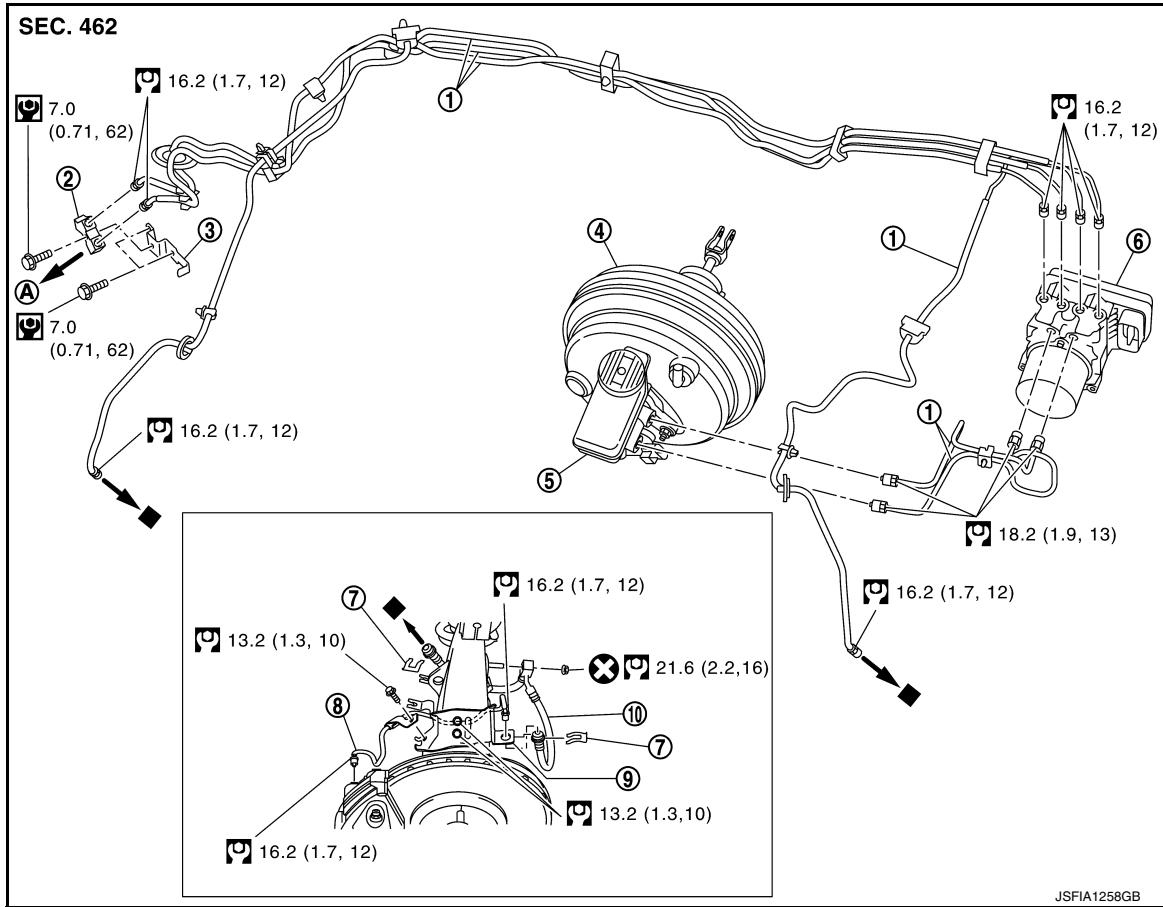 SEC. 462
16.2 (1.7, 12)
7.0
(0.71, 62)
①
16.2
(1.7, 12)
②
③
④
①
⑥
Ⓐ
7.0
(0.71, 62)
①
16.2 (1.7, 12)
⑤
18.2 (1.9, 13)
16.2 (1.7, 12)
⑦
16.2 (1.7, 12)
13.2 (1.3, 10)
21.6 (2.2,16)
⑧
⑩
⑦
⑨
13.2 (1.3,10)
16.2 (1.7, 12)
JSFIA1258GB